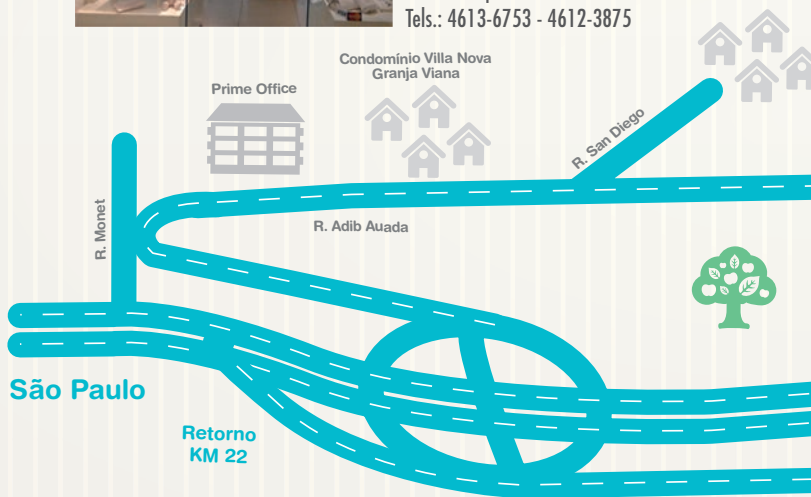 Tels.: 4613-6753 - 4612-3875
Condomínio Villa Nova
Granja Viana
Prime Office
R. San Diego
R. Monet
R. Adib Auada
São Paulo
Retorno
KM 22